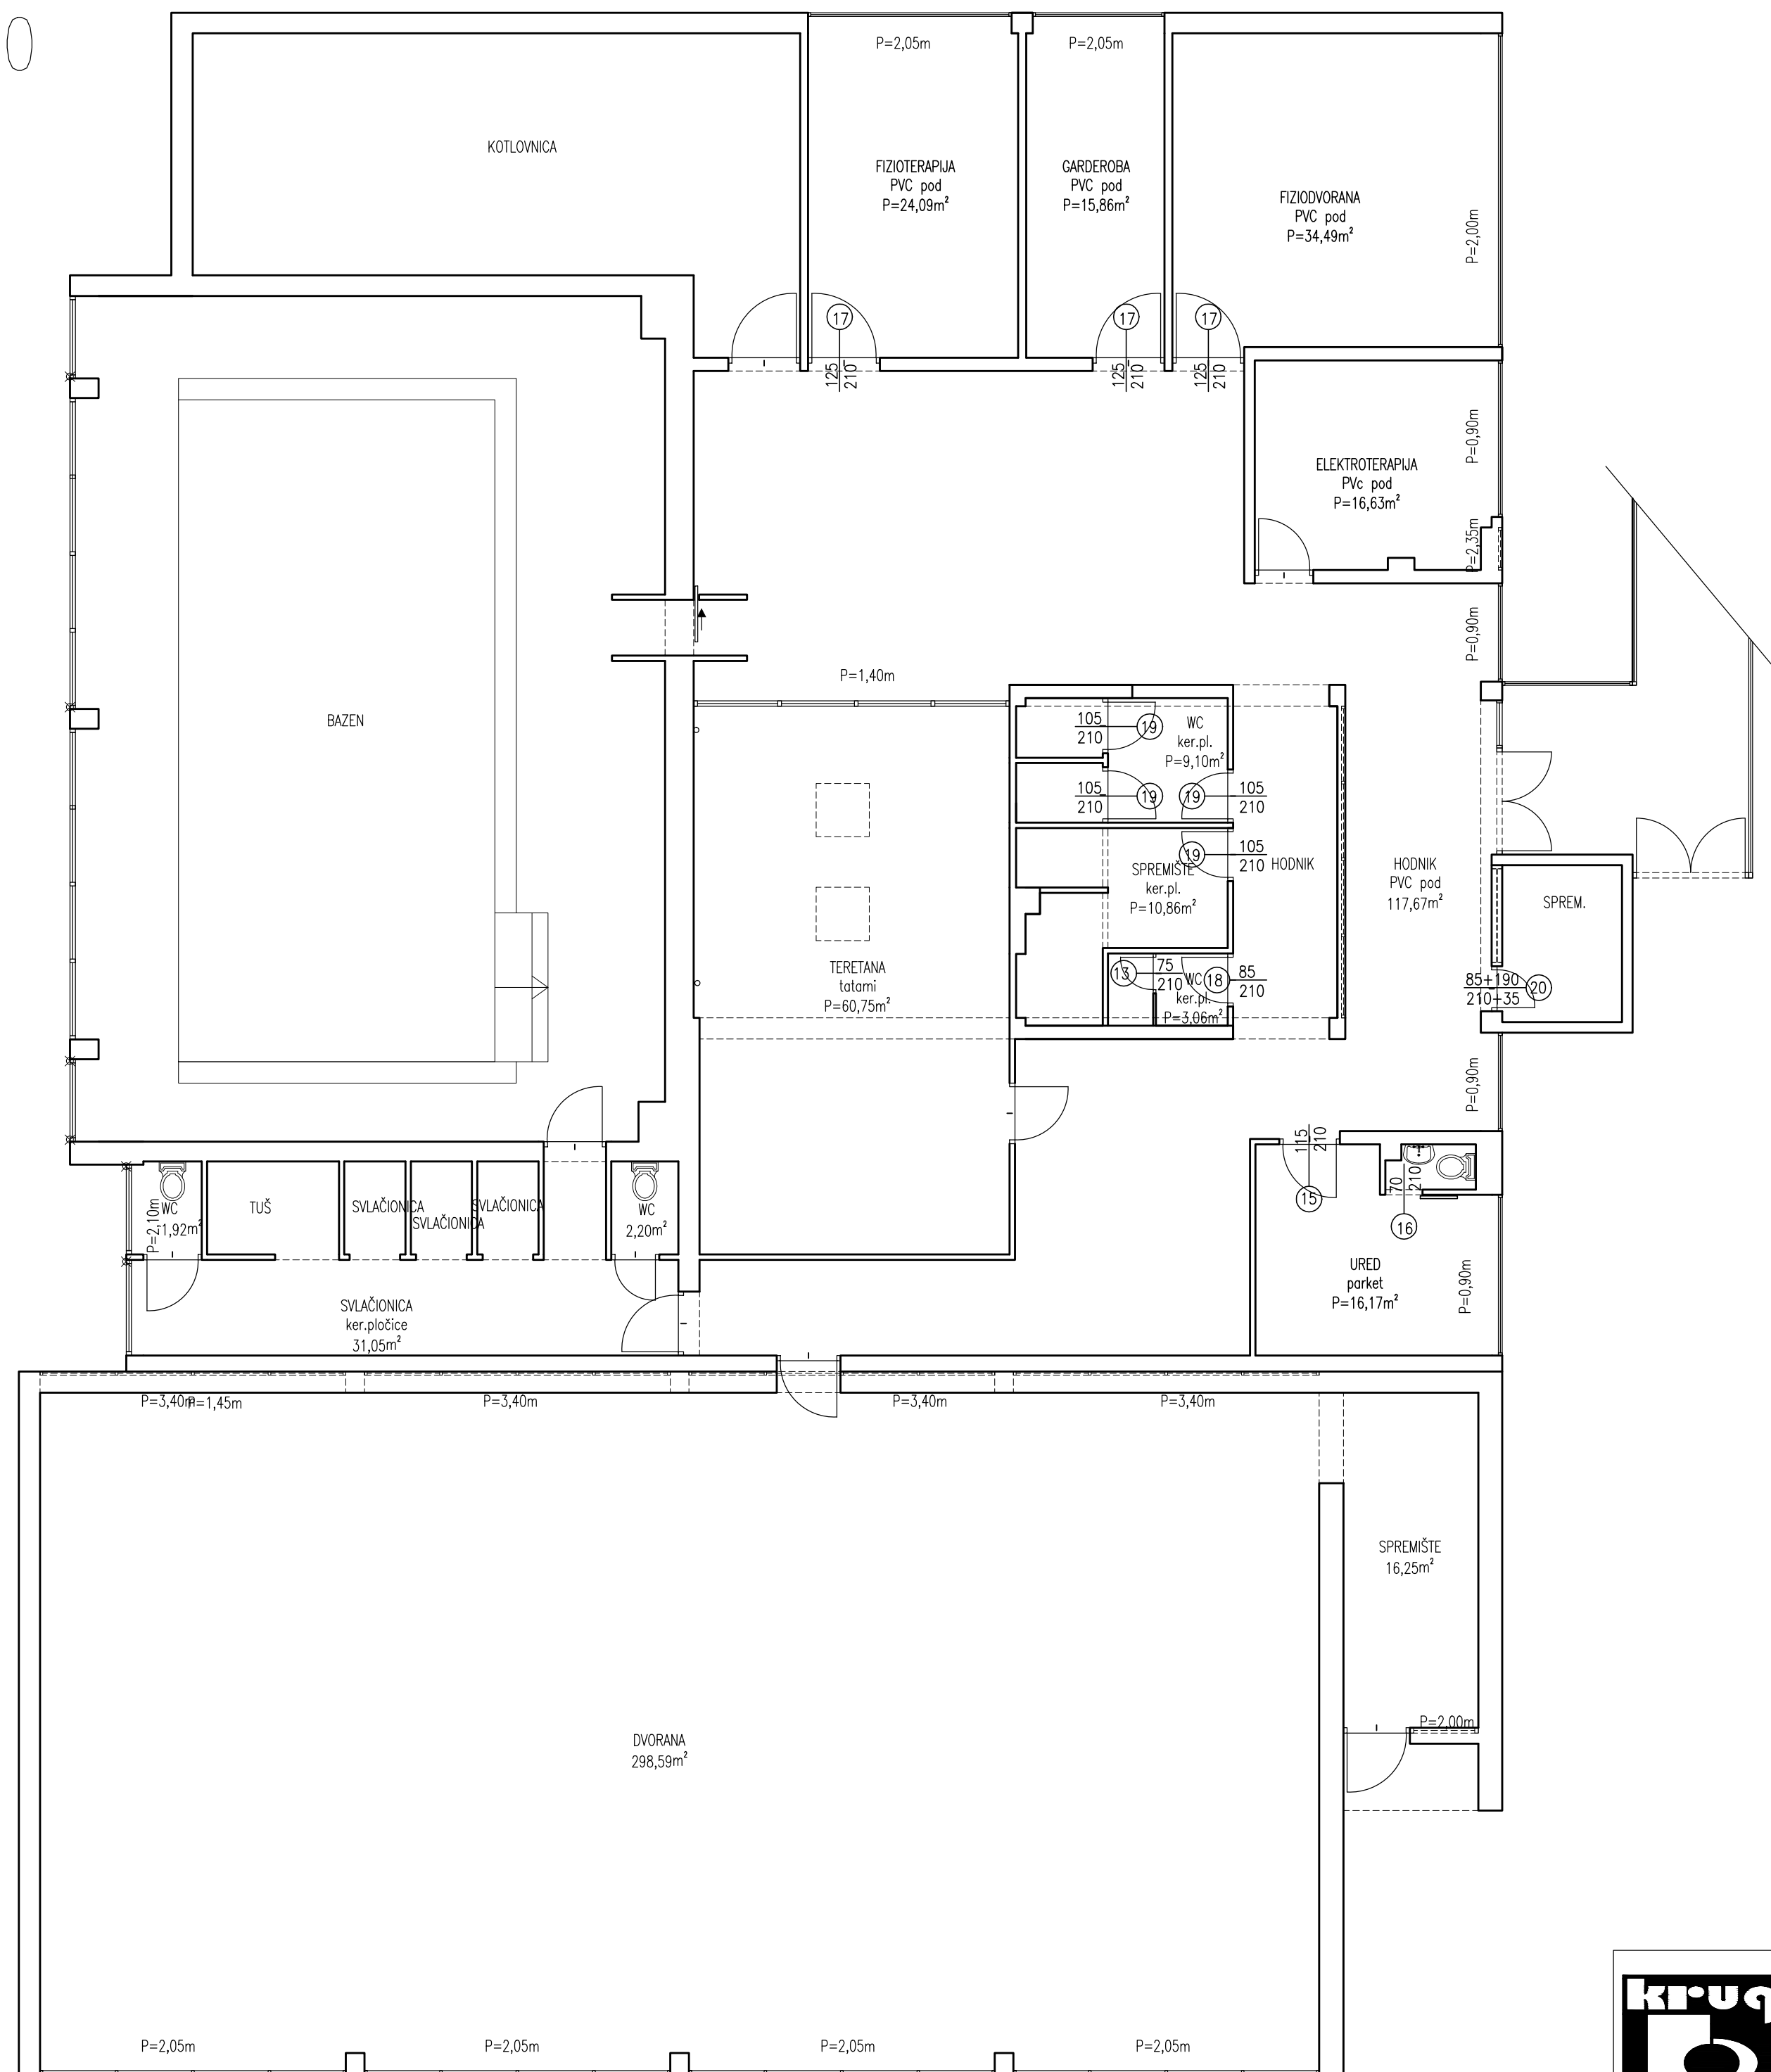 P=2,05m
P=2,05m
KOTLOVNICA
FIZIOTERAPIJA
PVC pod
P=24,09m²
GARDEROBA
PVC pod
P=15,86m²
FIZIODVORANA
PVC pod
P=34,49m²
P=2,00m
17
125
210
17
125
210
17
125
210
ELEKTROTERAPIJA
PVc pod
P=16,63m²
P=0,90m
P=2,35m
P=0,90m
P=1,40m
BAZEN
105
210
19
WC
ker.pl.
P=9,10m²
105
210
19
19
105
210
19
105
210
SPREMIŠTE
ker.pl.
P=10,86m²
HODNIK
HODNIK
PVC pod
117,67m²
SPREM.
TERETANA
tatami
P=60,75m²
13
75
210
WC
ker.pl.
P=3,06m²
18
85
210
85+190
210+35
20
P=0,90m
115
210
15
70
210
16
P=2,10m
WC
1,92m²
TUŠ
SVLAČIONICA
SVLAČIONICA
SVLAČIONICA
WC
2,20m²
URED
parket
P=16,17m²
P=0,90m
SVLAČIONICA
ker.pločice
31,05m²
P=3,40m
P=1,45m
P=3,40m
P=3,40m
P=3,40m
SPREMIŠTE
16,25m²
P=2,00m
DVORANA
298,59m²
P=2,05m
P=2,05m
P=2,05m
P=2,05m
krug